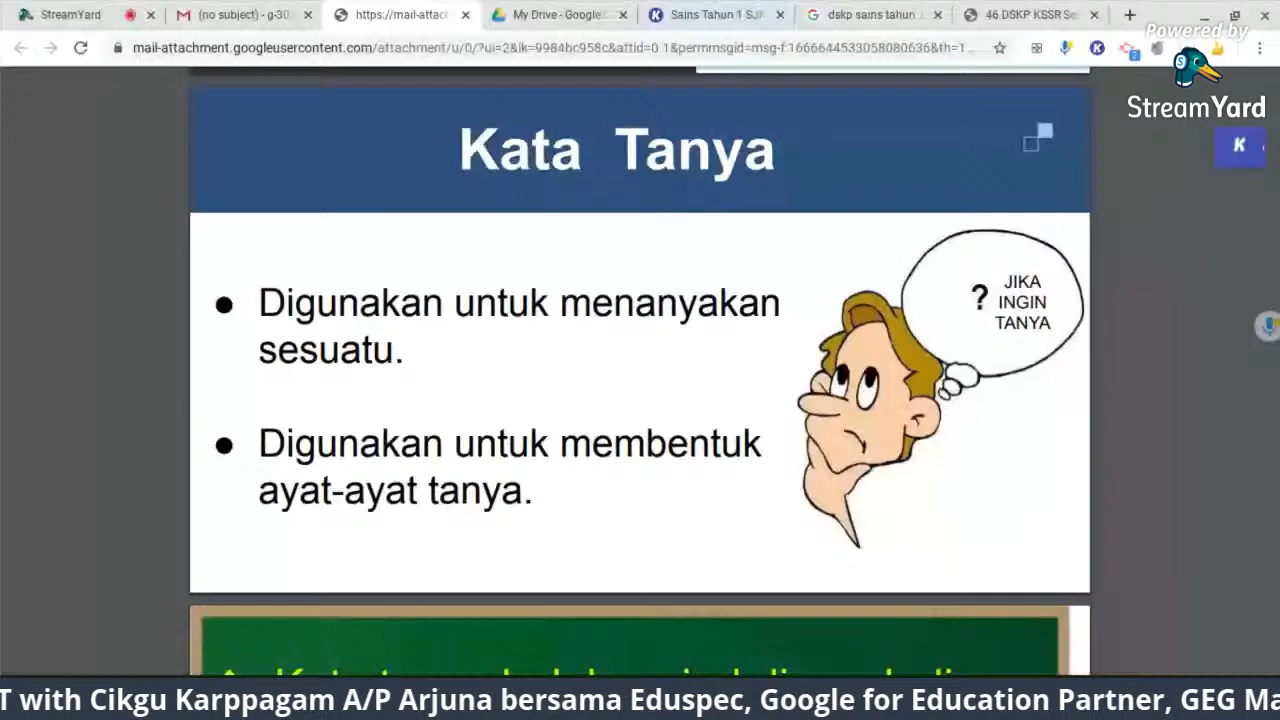 StreamYard
(no subject) - g-30
https://mail-attac
My Drive - Google
Sains Tahun 1 SJ
dskp sains tahun
46 DSKP KSSR Se
Powered by
mail-attachment.googleusercontent.com/attachment/u/0/?ui=2&ik=9984bc958c&attid=0.1&permmsgid=msg-f:1666644533058080636&th=1...
StreamYard
K
Kata Tanya
? JIKA
INGIN
TANYA
● Digunakan untuk menanyakan
sesuatu.
● Digunakan untuk membentuk
ayat-ayat tanya.
T with Cikgu Karppagam A/P Arjuna bersama Eduspec, Google for Education Partner, GEG Ma